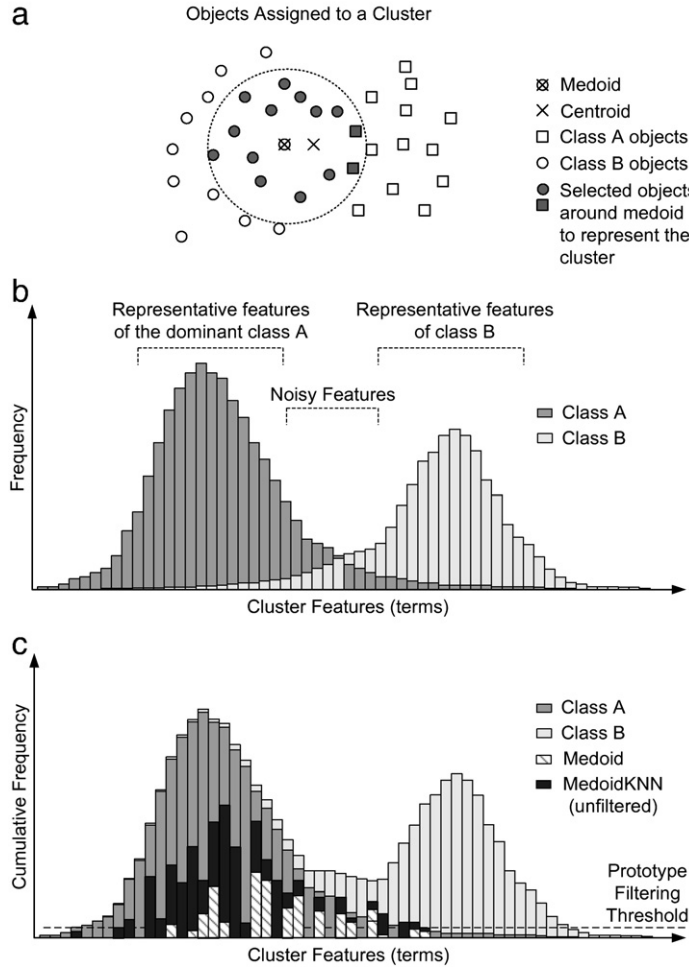 a
Objects Assigned to a Cluster
Medoid
Centroid
Class A objects
Class B objects
Selected objects
around medoid
to represent the
cluster
b
Representative features
of the dominant class A
Representative features
of class B
Noisy Features
Class A
Class B
Frequency
Cluster Features (terms)
c
Class A
Class B
Medoid
MedoidKNN
(unfiltered)
Prototype
Filtering
Threshold
Cumulative Frequency
Cluster Features (terms)